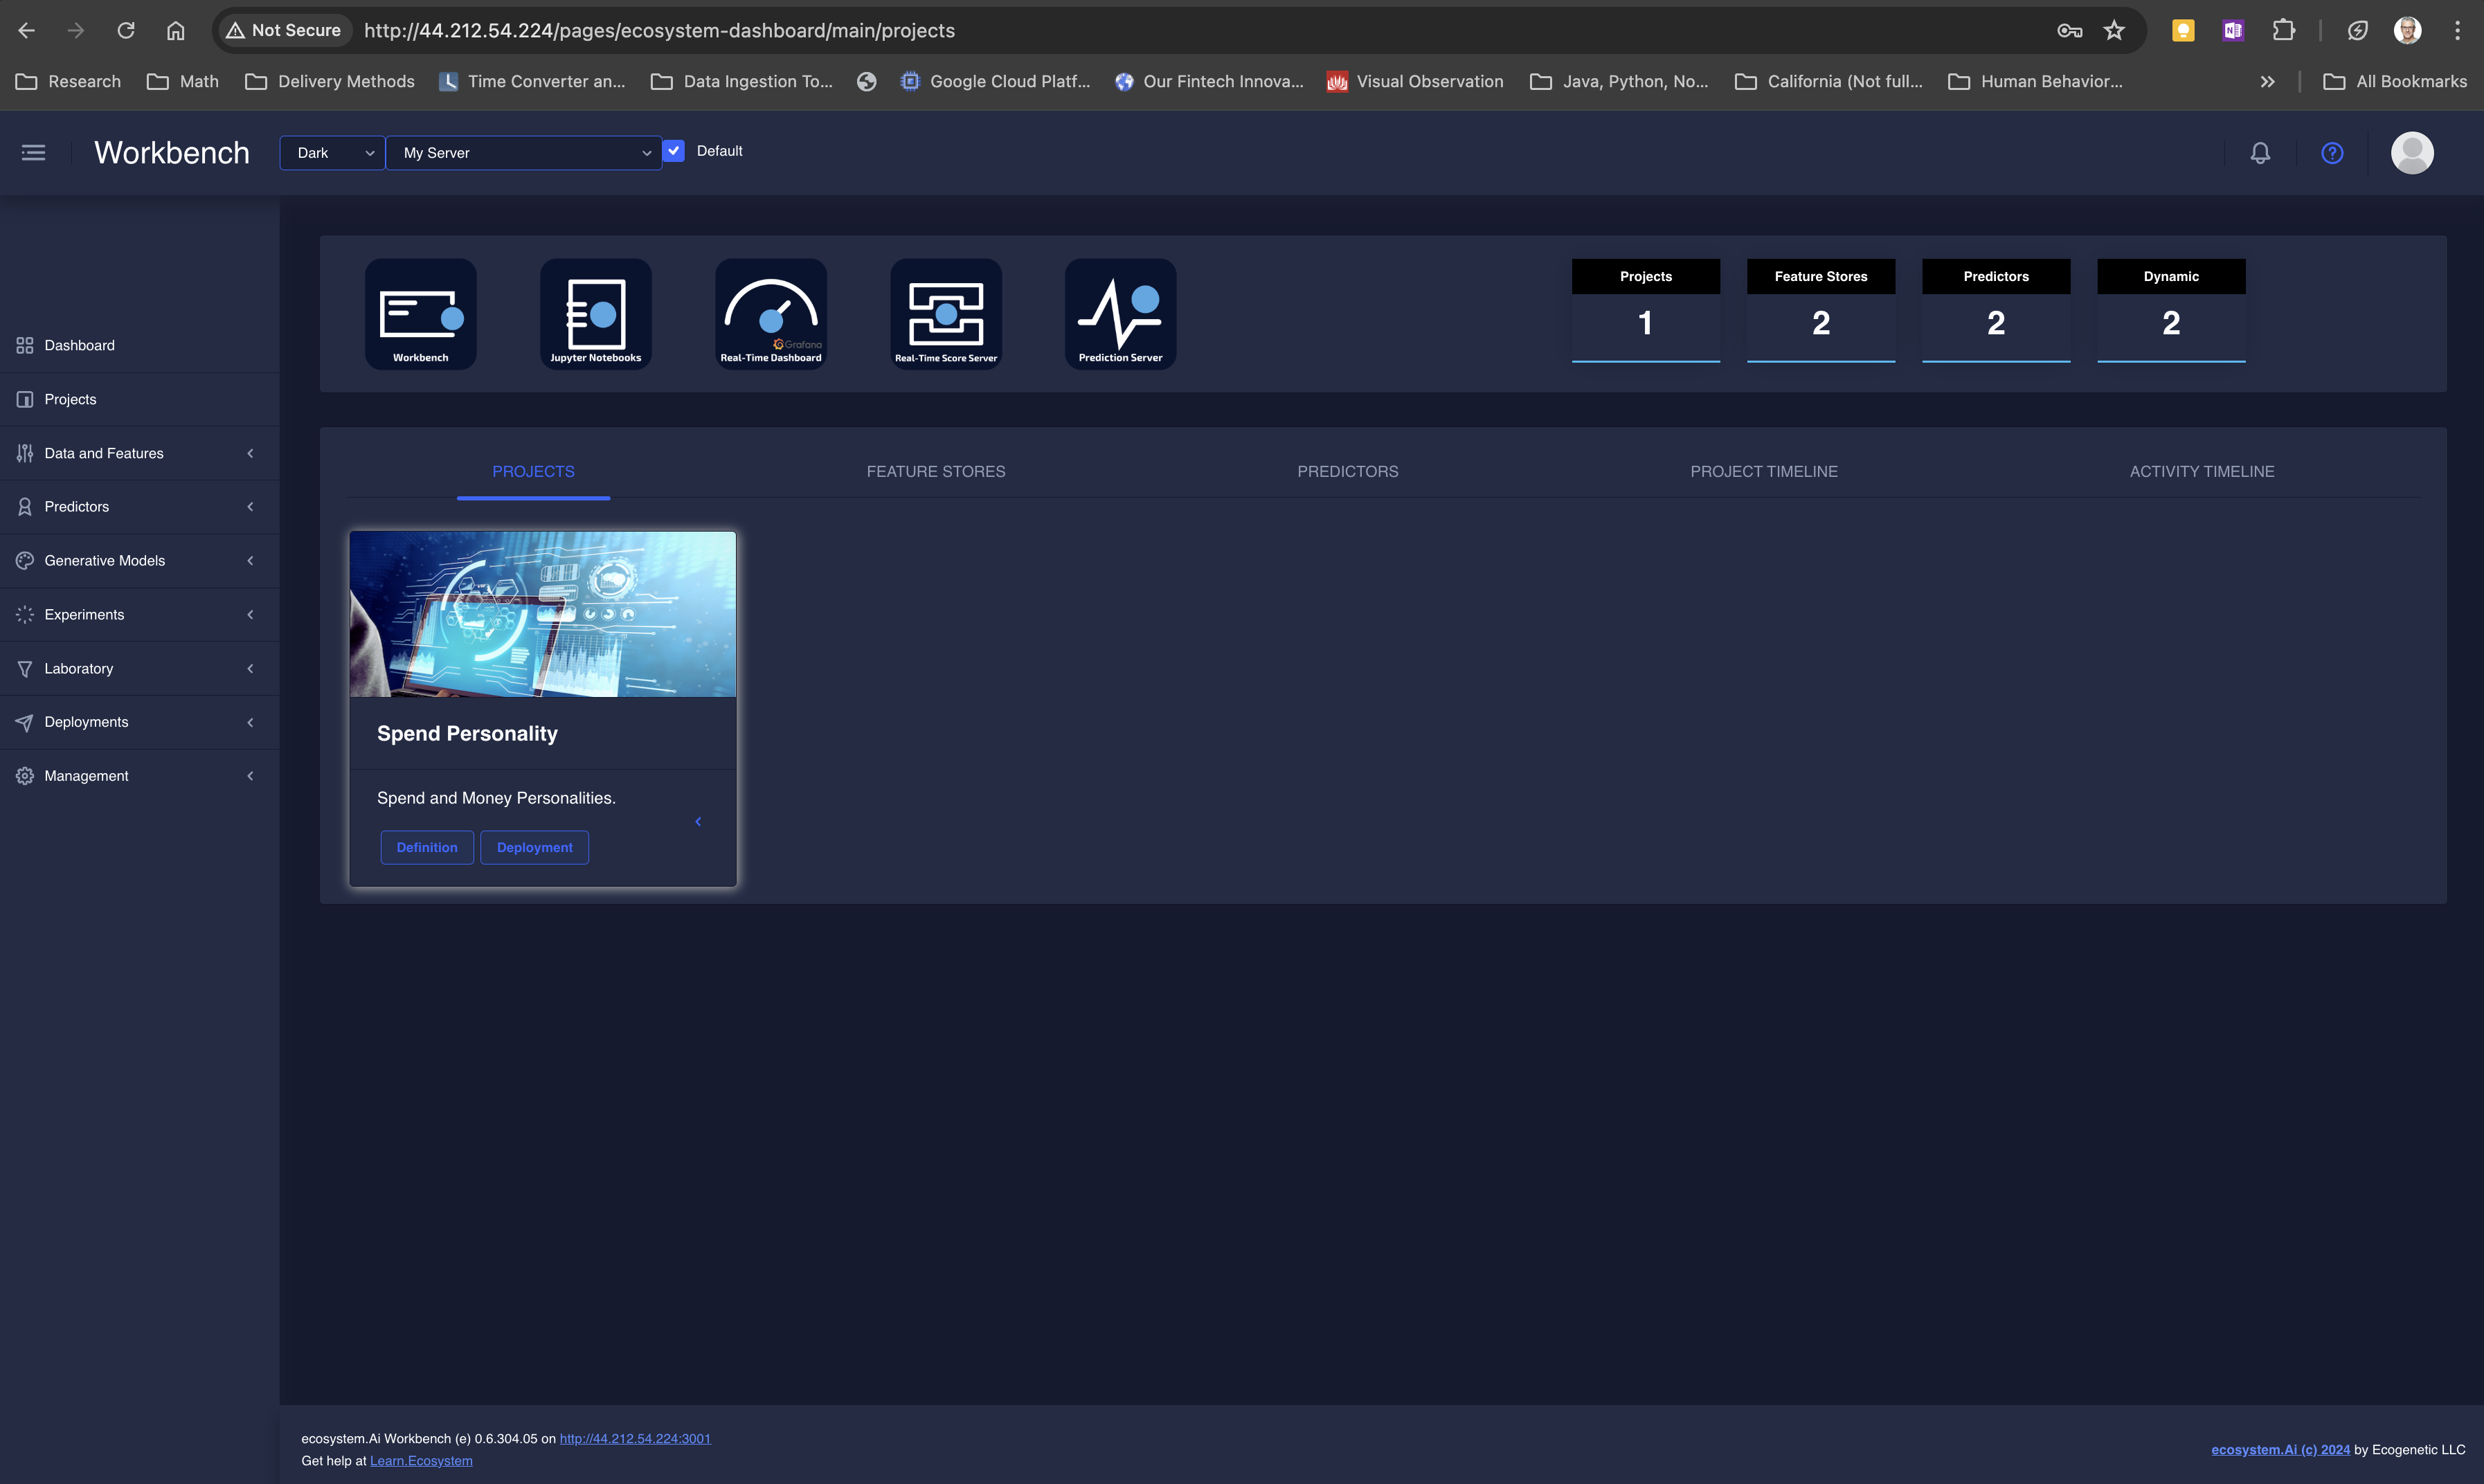 Not Secure http://44.212.54.224/pages/ecosystem-dashboard/main/projects
Research Math Delivery Methods Time Converter an... Data Ingestion To... Google Cloud Platf... Our Fintech Innova... Visual Observation Java, Python, No... California (Not full... Human Behavior... All Bookmarks
Workbench Dark My Server Default
Dashboard
Projects
Data and Features
Predictors
Generative Models
Experiments
Laboratory
Deployments
Management
Workbench
Jupyter Notebooks
Grafana
Real-Time Dashboard
Real-Time Score Server
Prediction Server
Projects
1
Feature Stores
2
Predictors
2
Dynamic
2
PROJECTS FEATURE STORES PREDICTORS PROJECT TIMELINE ACTIVITY TIMELINE
Spend Personality
Spend and Money Personalities.
Definition Deployment
ecosystem.Ai Workbench (e) 0.6.304.05 on http://44.212.54.224:3001
Get help at Learn.Ecosystem
ecosystem.Ai (c) 2024 by Ecogenetic LLC